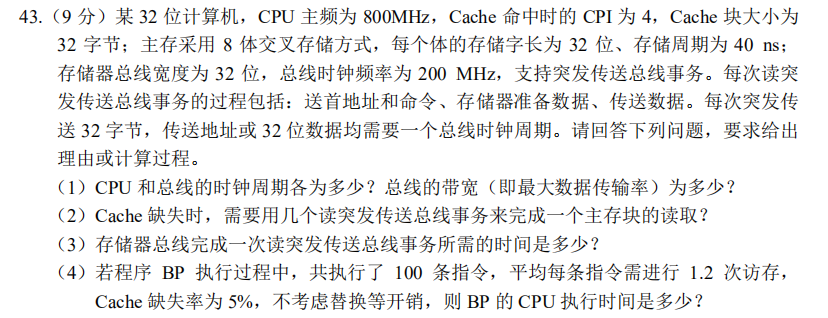 43.（9 分）某 32 位计算机，CPU 主频为 800MHz，Cache 命中时的 CPI 为 4，Cache 块大小为
32 字节；主存采用 8 体交叉存储方式，每个体的存储字长为 32 位、存储周期为 40 ns；
存储器总线宽度为 32 位，总线时钟频率为 200 MHz，支持突发传送总线事务。每次读突
发传送总线事务的过程包括：送首地址和命令、存储器准备数据、传送数据。每次突发传
送 32 字节，传送地址或 32 位数据均需要一个总线时钟周期。请回答下列问题，要求给出
理由或计算过程。
（1）CPU 和总线的时钟周期各为多少？总线的带宽（即最大数据传输率）为多少？
（2）Cache 缺失时，需要用几个读突发传送总线事务来完成一个主存块的读取？
（3）存储器总线完成一次读突发传送总线事务所需的时间是多少？
（4）若程序 BP 执行过程中，共执行了 100 条指令，平均每条指令需进行 1.2 次访存，
Cache 缺失率为 5%，不考虑替换等开销，则 BP 的 CPU 执行时间是多少？